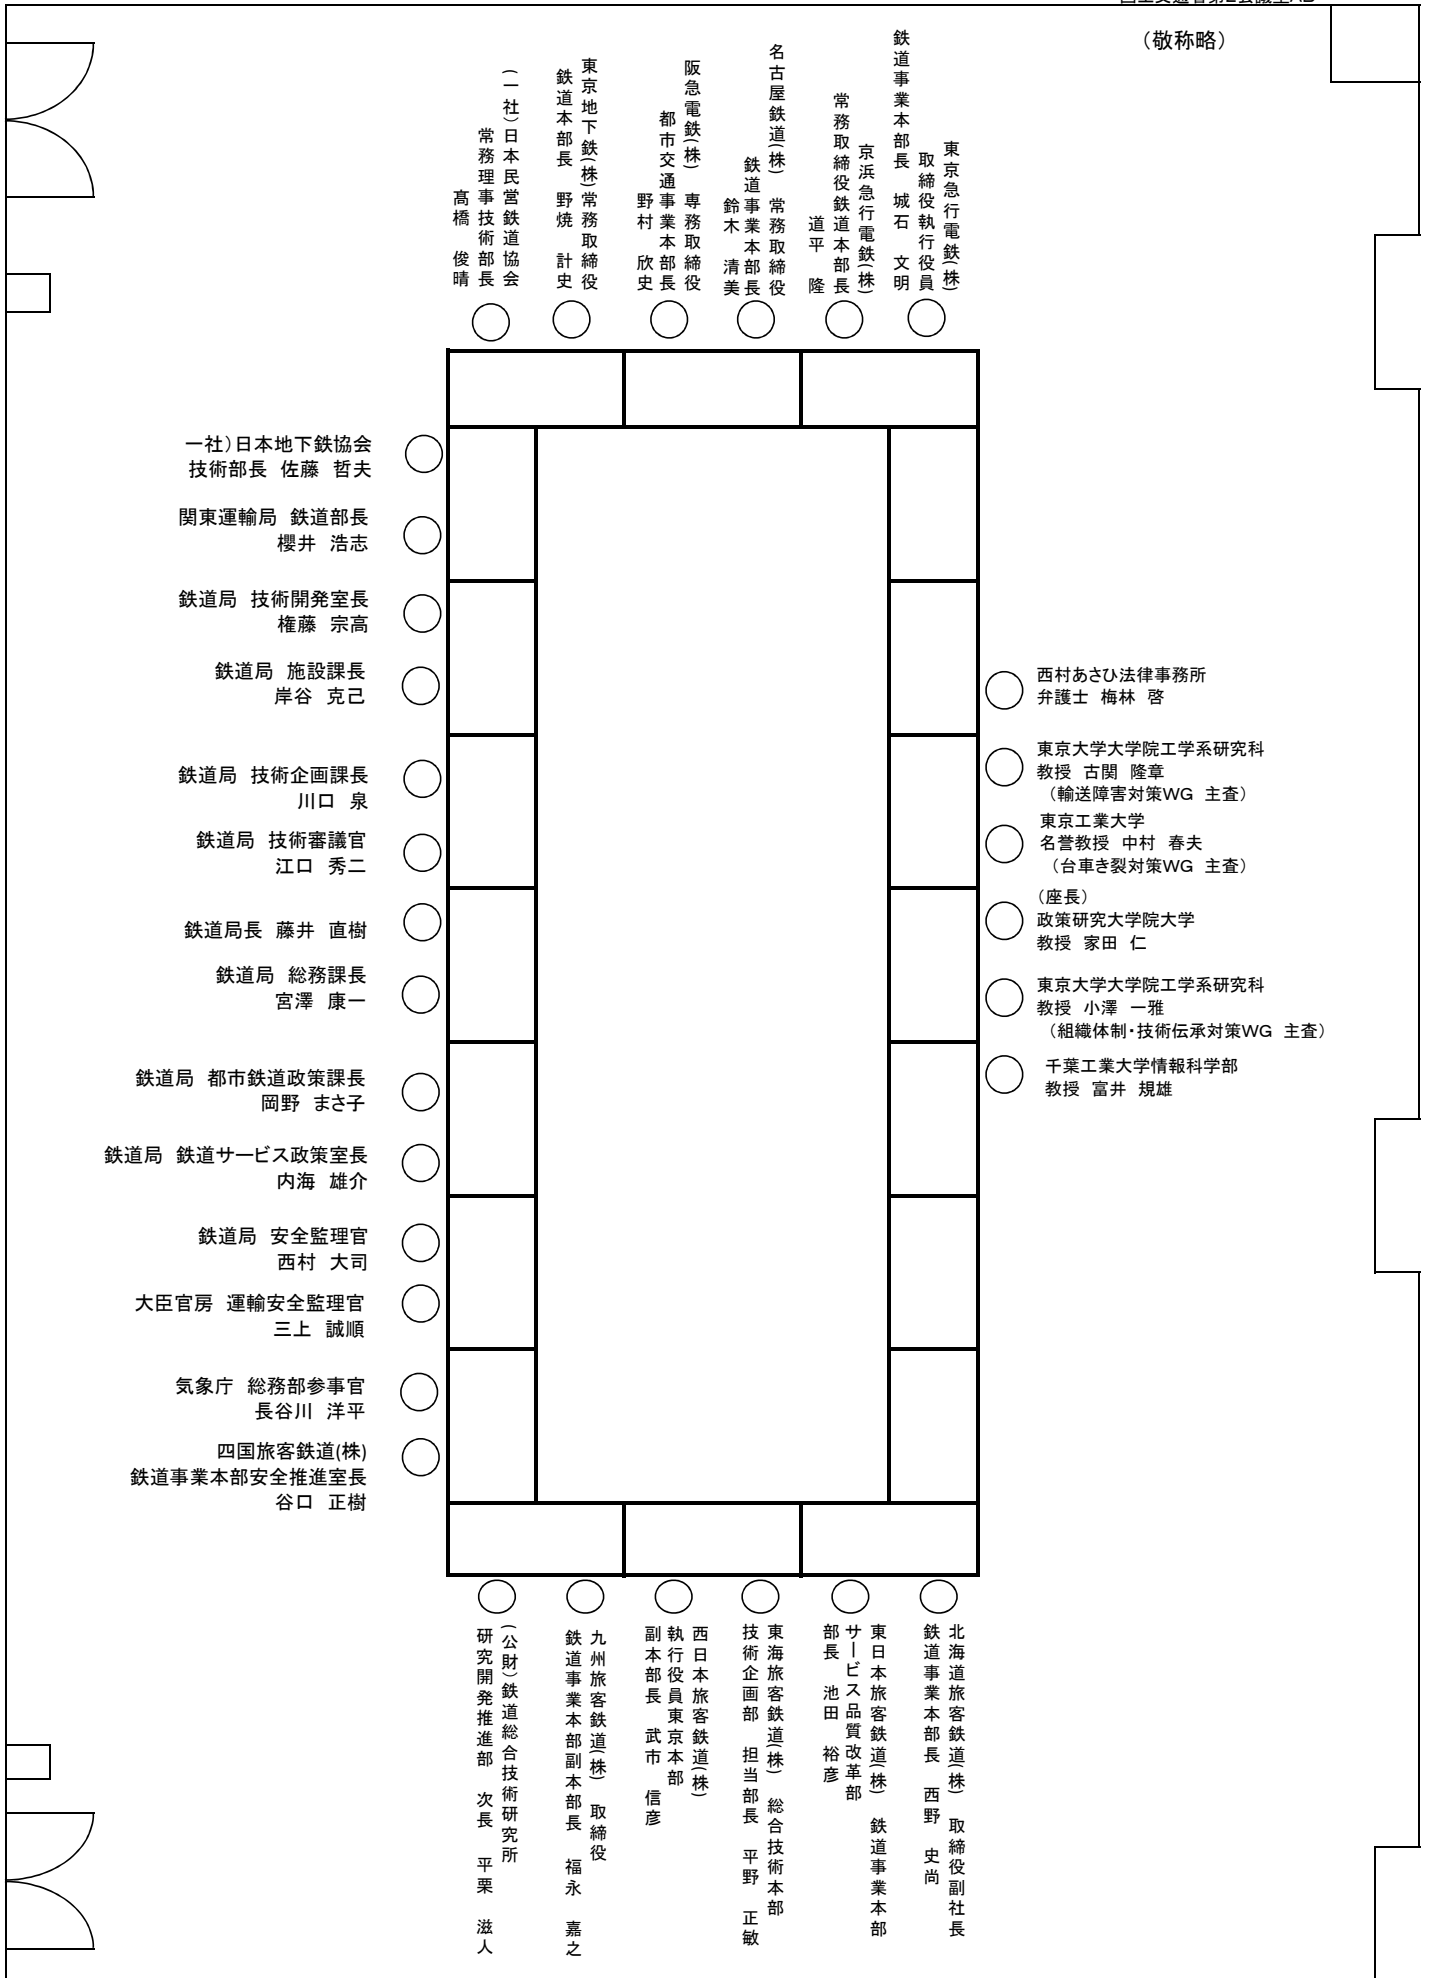 （敬称略）
東京急行電鉄(株)
取締役執行役員
鉄道事業本部長　城石　文明
京浜急行電鉄(株)
常務取締役鉄道本部長
道平　隆
名古屋鉄道(株)　常務取締役
鉄道事業本部長
鈴木　清美
阪急電鉄(株)　専務取締役
都市交通事業本部長
野村　欣史
東京地下鉄(株)常務取締役
鉄道本部長　野焼　計史
(一社)日本民営鉄道協会
常務理事技術部長
髙橋　俊晴
一社)日本地下鉄協会
技術部長　佐藤　哲夫
関東運輸局　鉄道部長
櫻井　浩志
鉄道局　技術開発室長
権藤　宗高
鉄道局　施設課長
岸谷　克己
鉄道局　技術企画課長
川口　泉
鉄道局　技術審議官
江口　秀二
鉄道局長　藤井　直樹
鉄道局　総務課長
宮澤　康一
鉄道局　都市鉄道政策課長
岡野　まさ子
鉄道局　鉄道サービス政策室長
内海　雄介
鉄道局　安全監理官
西村　大司
大臣官房　運輸安全監理官
三上　誠順
気象庁　総務部参事官
長谷川　洋平
四国旅客鉄道(株)
鉄道事業本部安全推進室長
谷口　正樹
西村あさひ法律事務所
弁護士　梅林　啓
東京大学大学院工学系研究科
教授　古関　隆章
（輸送障害対策WG　主査）
東京工業大学
名誉教授　中村　春夫
（台車き裂対策WG　主査）
（座長）
政策研究大学院大学
教授　家田　仁
東京大学大学院工学系研究科
教授　小澤　一雅
（組織体制・技術伝承対策WG　主査）
千葉工業大学情報科学部
教授　富井　規雄
北海道旅客鉄道(株)　取締役副社長
鉄道事業本部長　西野　史尚
東日本旅客鉄道(株)　鉄道事業本部
サービス品質改革部
部長　池田　裕彦
東海旅客鉄道(株)　総合技術本部
技術企画部　担当部長　平野　正敏
西日本旅客鉄道(株)
執行役員東京本部
副本部長　武市　信彦
九州旅客鉄道(株)　取締役
鉄道事業本部副本部長　福永　嘉之
(公財)鉄道総合技術研究所
研究開発推進部　次長　平栗　滋人